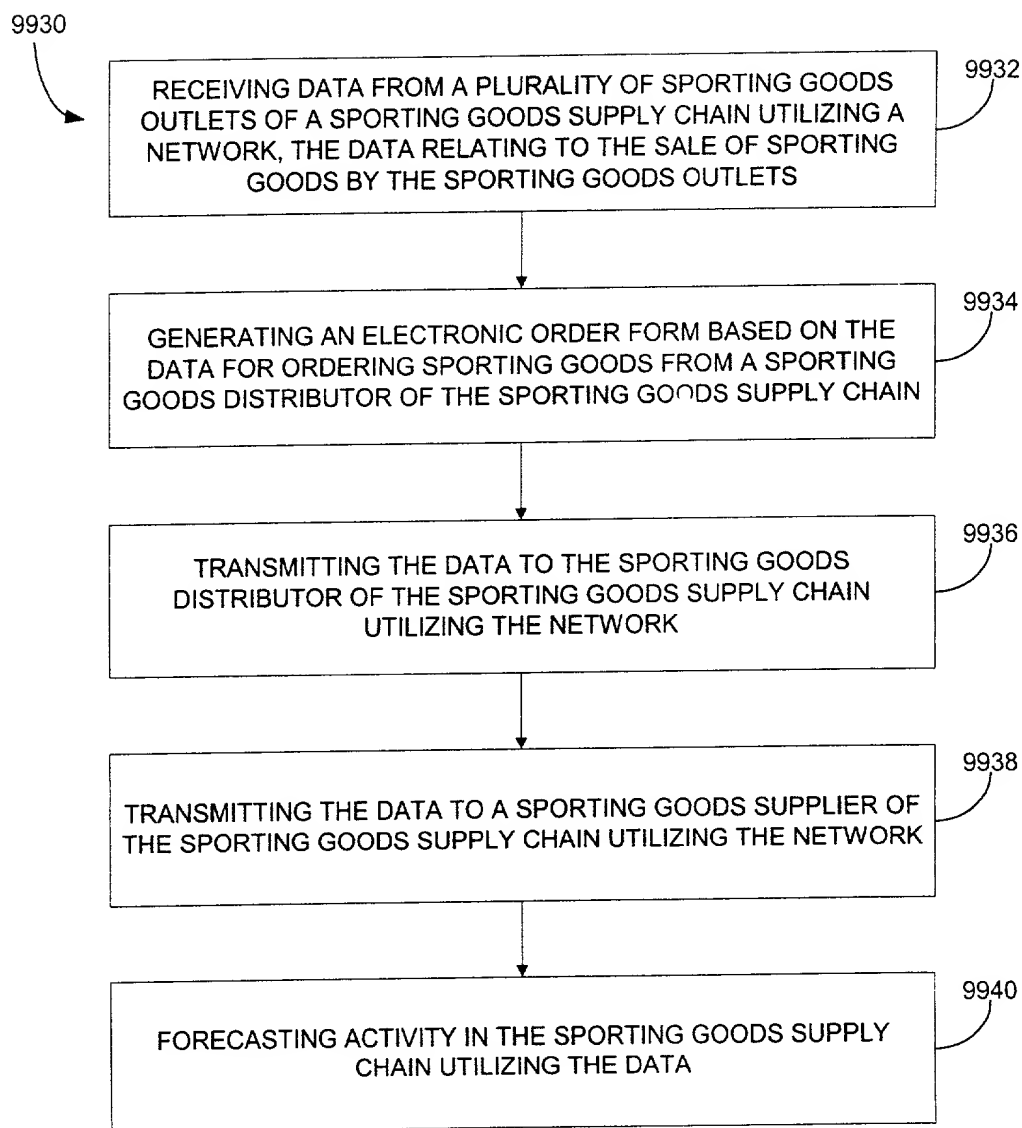 9930
9932
RECEIVING DATA FROM A PLURALITY OF SPORTING GOODS
OUTLETS OF A SPORTING GOODS SUPPLY CHAIN UTILIZING A
NETWORK, THE DATA RELATING TO THE SALE OF SPORTING
GOODS BY THE SPORTING GOODS OUTLETS
9934
GENERATING AN ELECTRONIC ORDER FORM BASED ON THE
DATA FOR ORDERING SPORTING GOODS FROM A SPORTING
GOODS DISTRIBUTOR OF THE SPORTING GOODS SUPPLY CHAIN
9936
TRANSMITTING THE DATA TO THE SPORTING GOODS
DISTRIBUTOR OF THE SPORTING GOODS SUPPLY CHAIN
UTILIZING THE NETWORK
9938
TRANSMITTING THE DATA TO A SPORTING GOODS SUPPLIER OF
THE SPORTING GOODS SUPPLY CHAIN UTILIZING THE NETWORK
9940
FORECASTING ACTIVITY IN THE SPORTING GOODS SUPPLY
CHAIN UTILIZING THE DATA